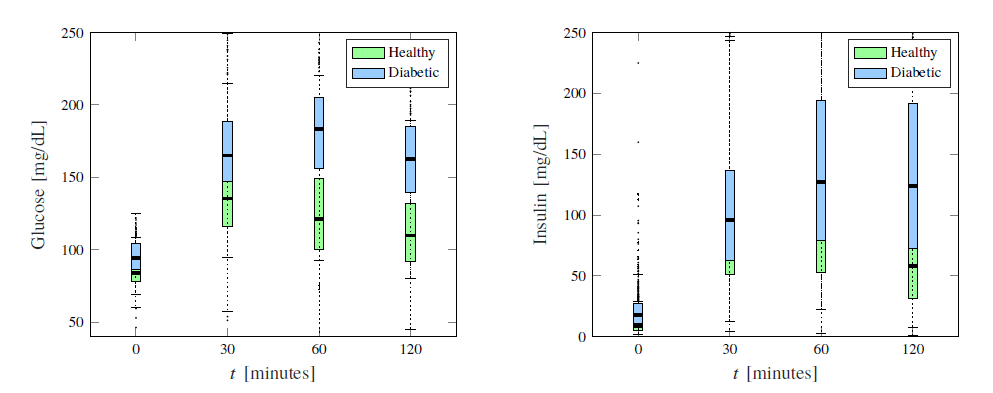 250
200
150
100
50
0
30
60
120
Glucose [mg/dL]
t [minutes]
Healthy
Diabetic
250
200
150
100
50
0
0
30
60
120
Insulin [mg/dL]
t [minutes]
Healthy
Diabetic